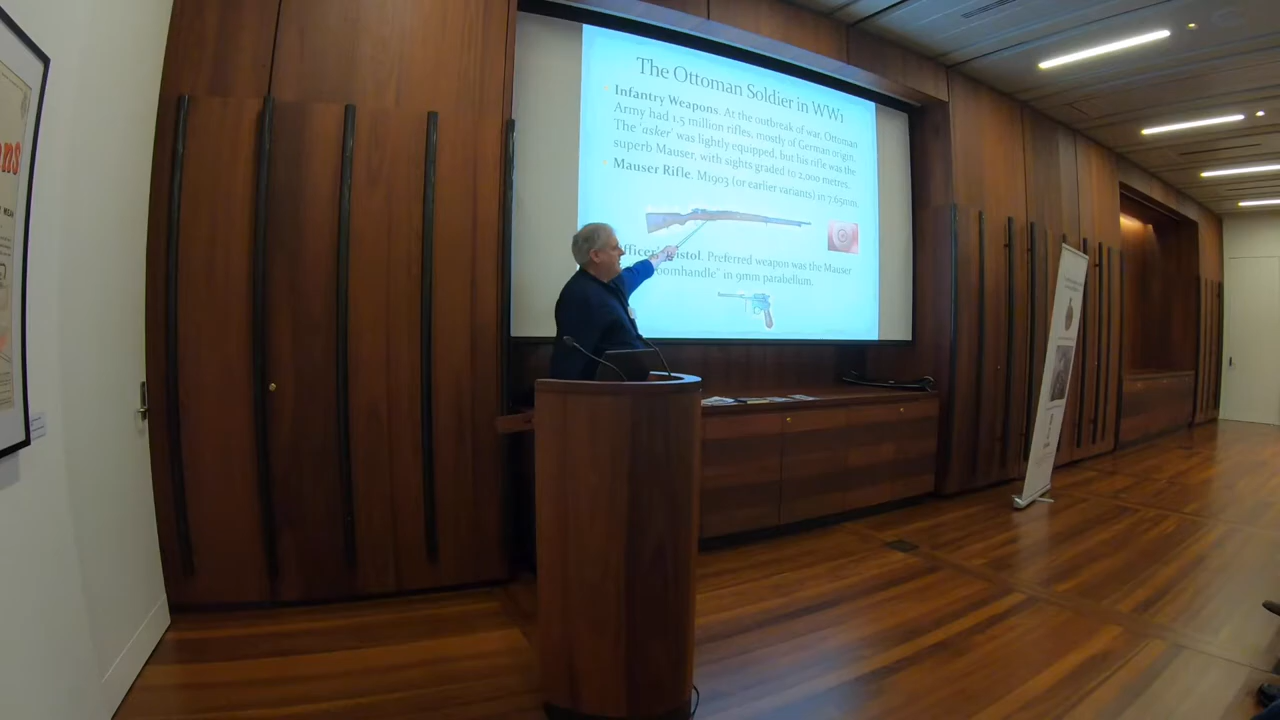 The Ottoman Soldier in WW1
Infantry Weapons. At the outbreak of war, Ottoman
Army had 1.5 million rifles, mostly of German origin.
The 'asker' was lightly equipped, but his rifle was the
superb Mauser, with sights graded to 2,000 metres.
Mauser Rifle. M1903 (or earlier variants) in 7.65mm.
Officer's Pistol. Preferred weapon was the Mauser
oomhandle" in 9mm parabellum.
ns